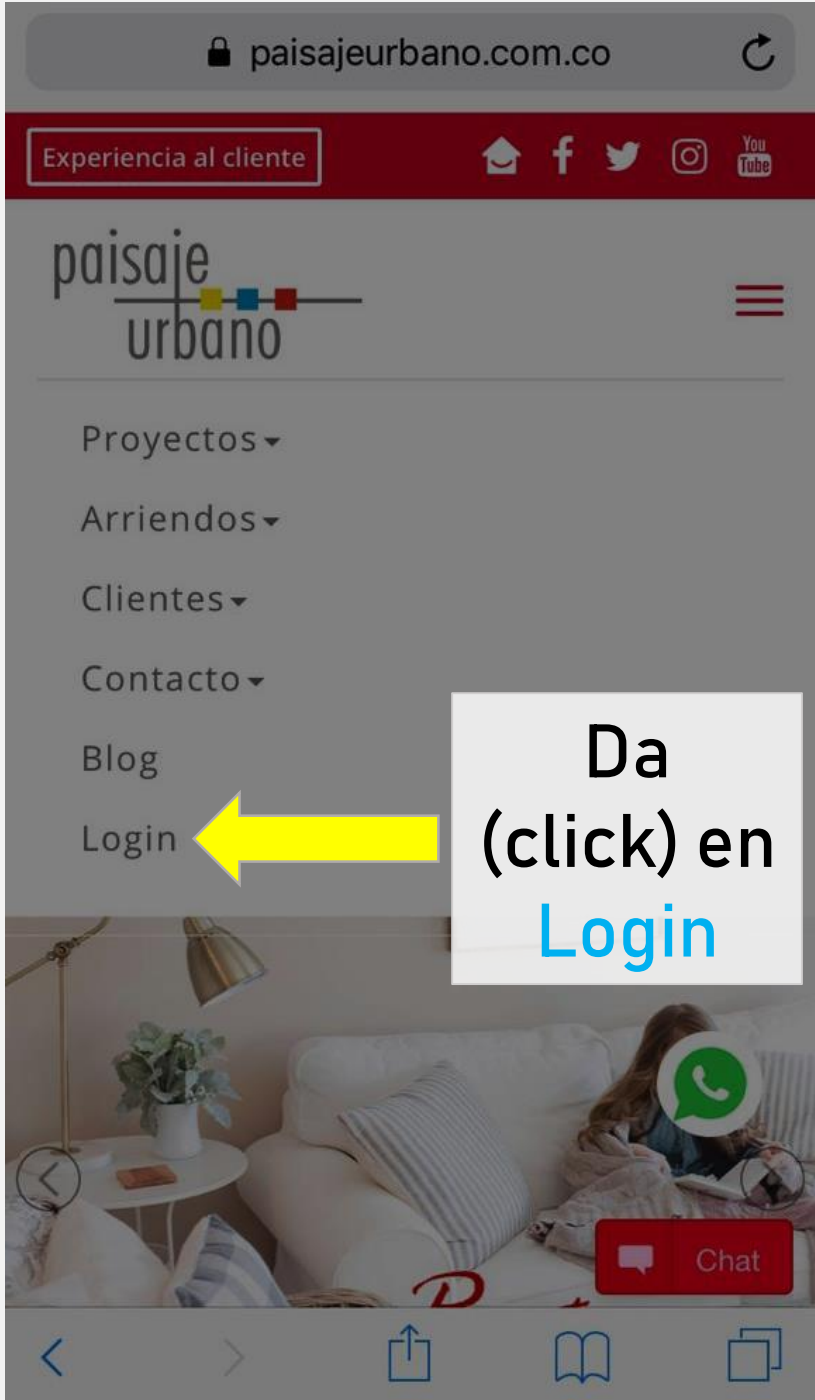 paisajeurbano.com.co
Experiencia al cliente
You
Tube
paisaje
urbano
Proyectos
Arriendos
Clientes
Contacto
Blog
Login
Da
(click) en
Login
Chat